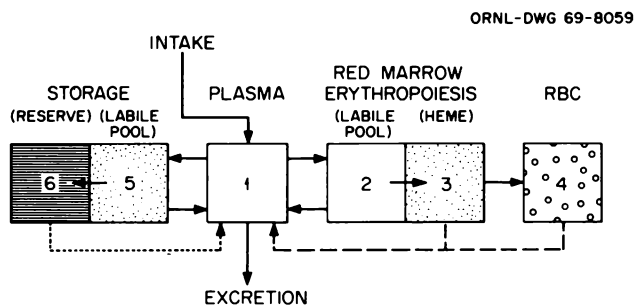 ORNL-DWG 69-8059
INTAKE
STORAGE
(RESERVE) (LABILE
POOL)
PLASMA
RED MARROW
ERYTHROPOIESIS
(LABILE
POOL)
(HEME)
RBC
6
5
1
2
3
4
EXCRETION